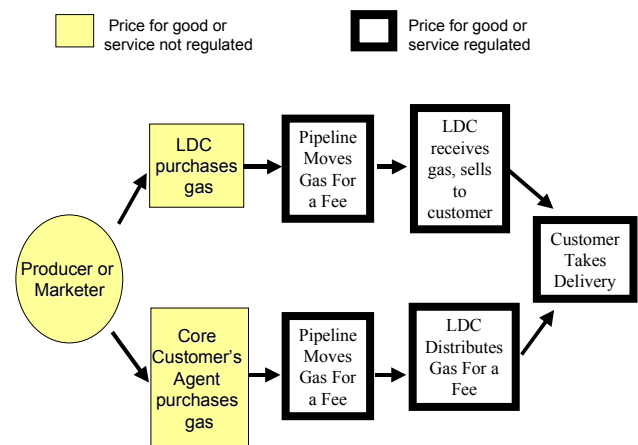 Price for good or
service not regulated
Price for good or
service regulated
LDC
purchases
gas
Pipeline
Moves
Gas For
a Fee
LDC
receives
gas, sells
to
customer
Producer or
Marketer
Customer
Takes
Delivery
Core
Customer's
Agent
purchases
gas
Pipeline
Moves
Gas For
a Fee
LDC
Distributes
Gas For a
Fee